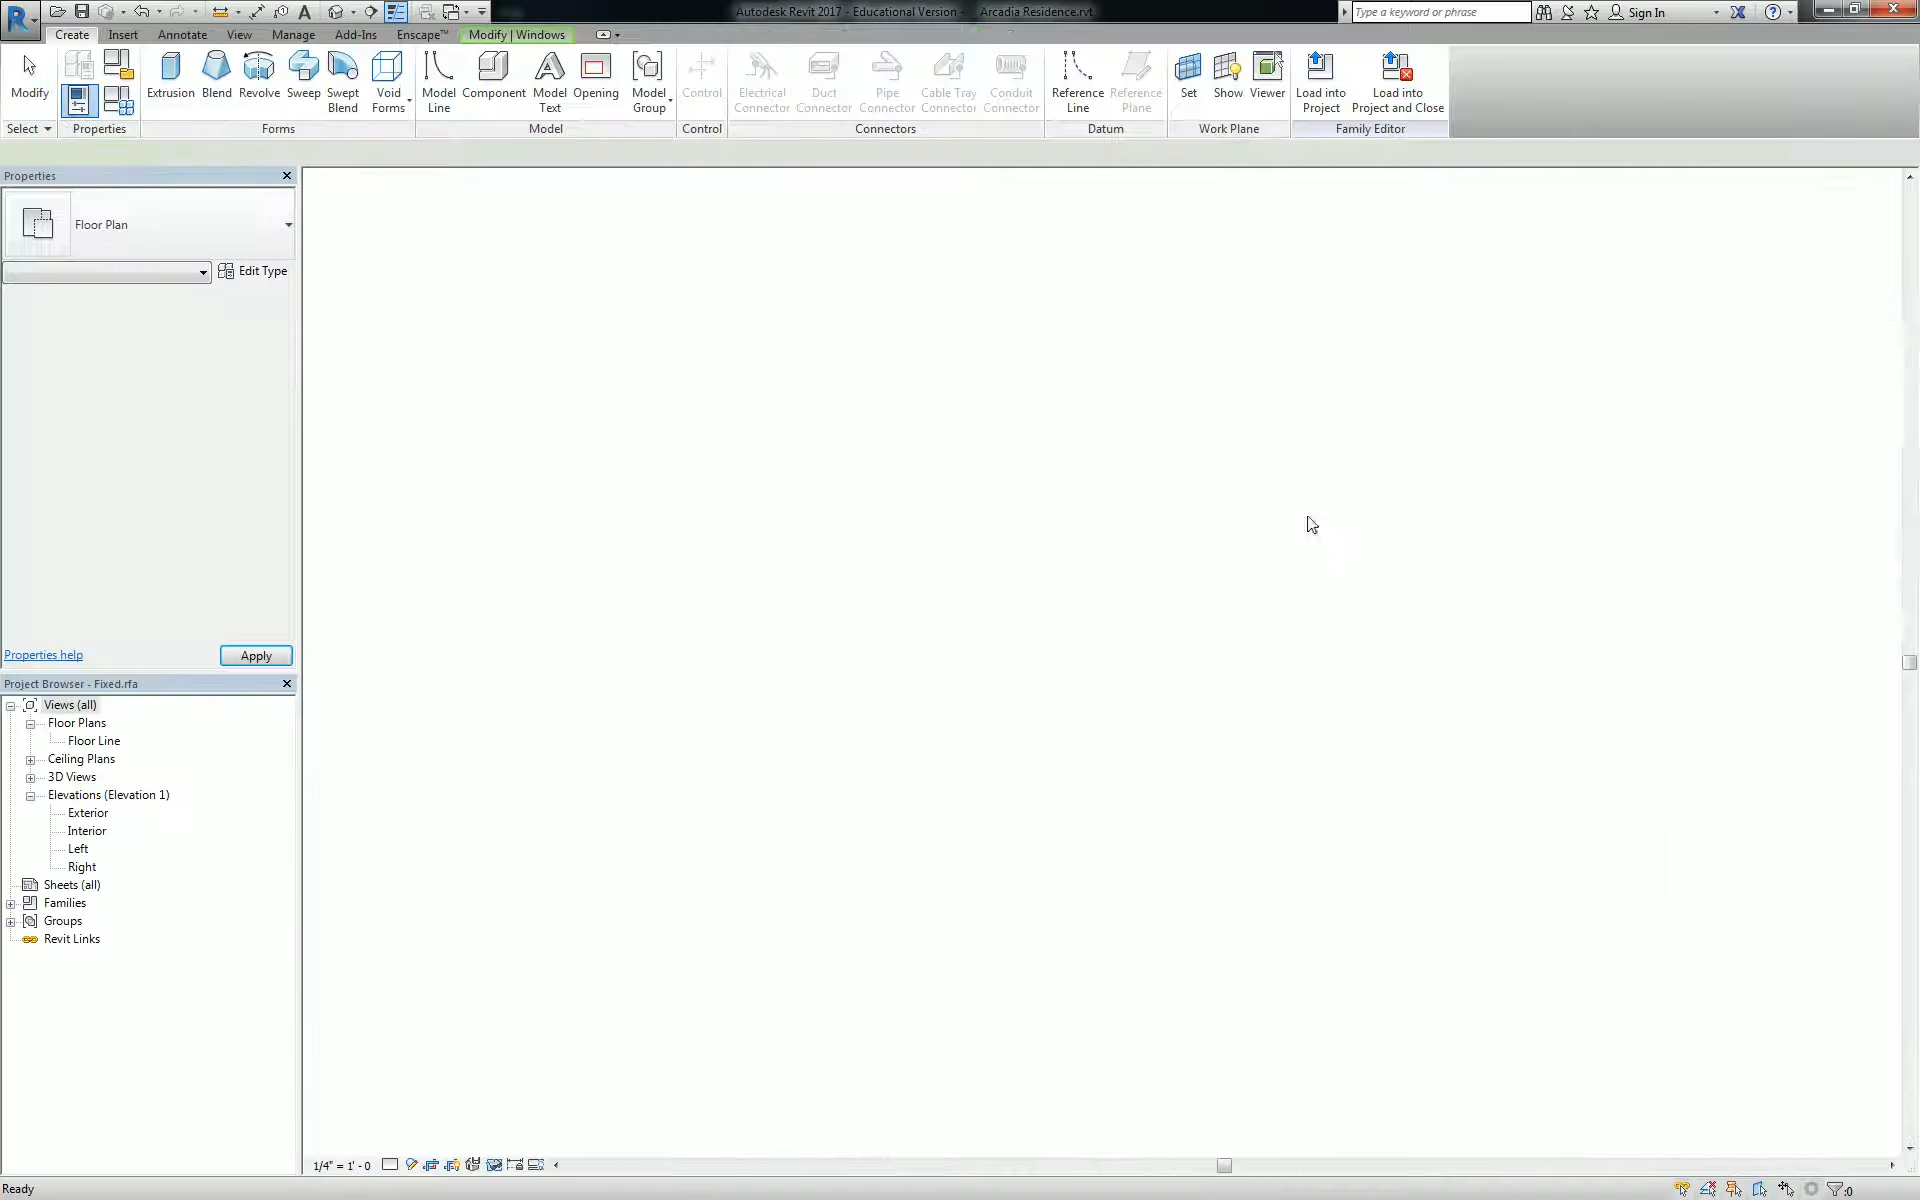 Autodesk Revit 2017 - Educational Version -    Arcadia Residence.rvt
Type a keyword or phrase
Sign In
Create Insert Annotate View Manage Add-Ins Enscape™ Modify | Windows
Modify
Extrusion Blend Revolve Sweep Swept Blend Void Forms
Model Line Component Model Text Opening Model Group
Control
Electrical Connector Duct Connector Pipe Connector Cable Tray Connector Conduit Connector
Reference Line Reference Plane
Set Show Viewer
Load into Project Load into Project and Close
Select Properties Forms Model Control Connectors Datum Work Plane Family Editor
Properties
Floor Plan
Edit Type
Properties help
Apply
Project Browser - Fixed.rfa
Views (all)
Floor Plans
Floor Line
Ceiling Plans
3D Views
Elevations (Elevation 1)
Exterior
Interior
Left
Right
Sheets (all)
Families
Groups
Revit Links
1/4" = 1'-0
Ready
:0